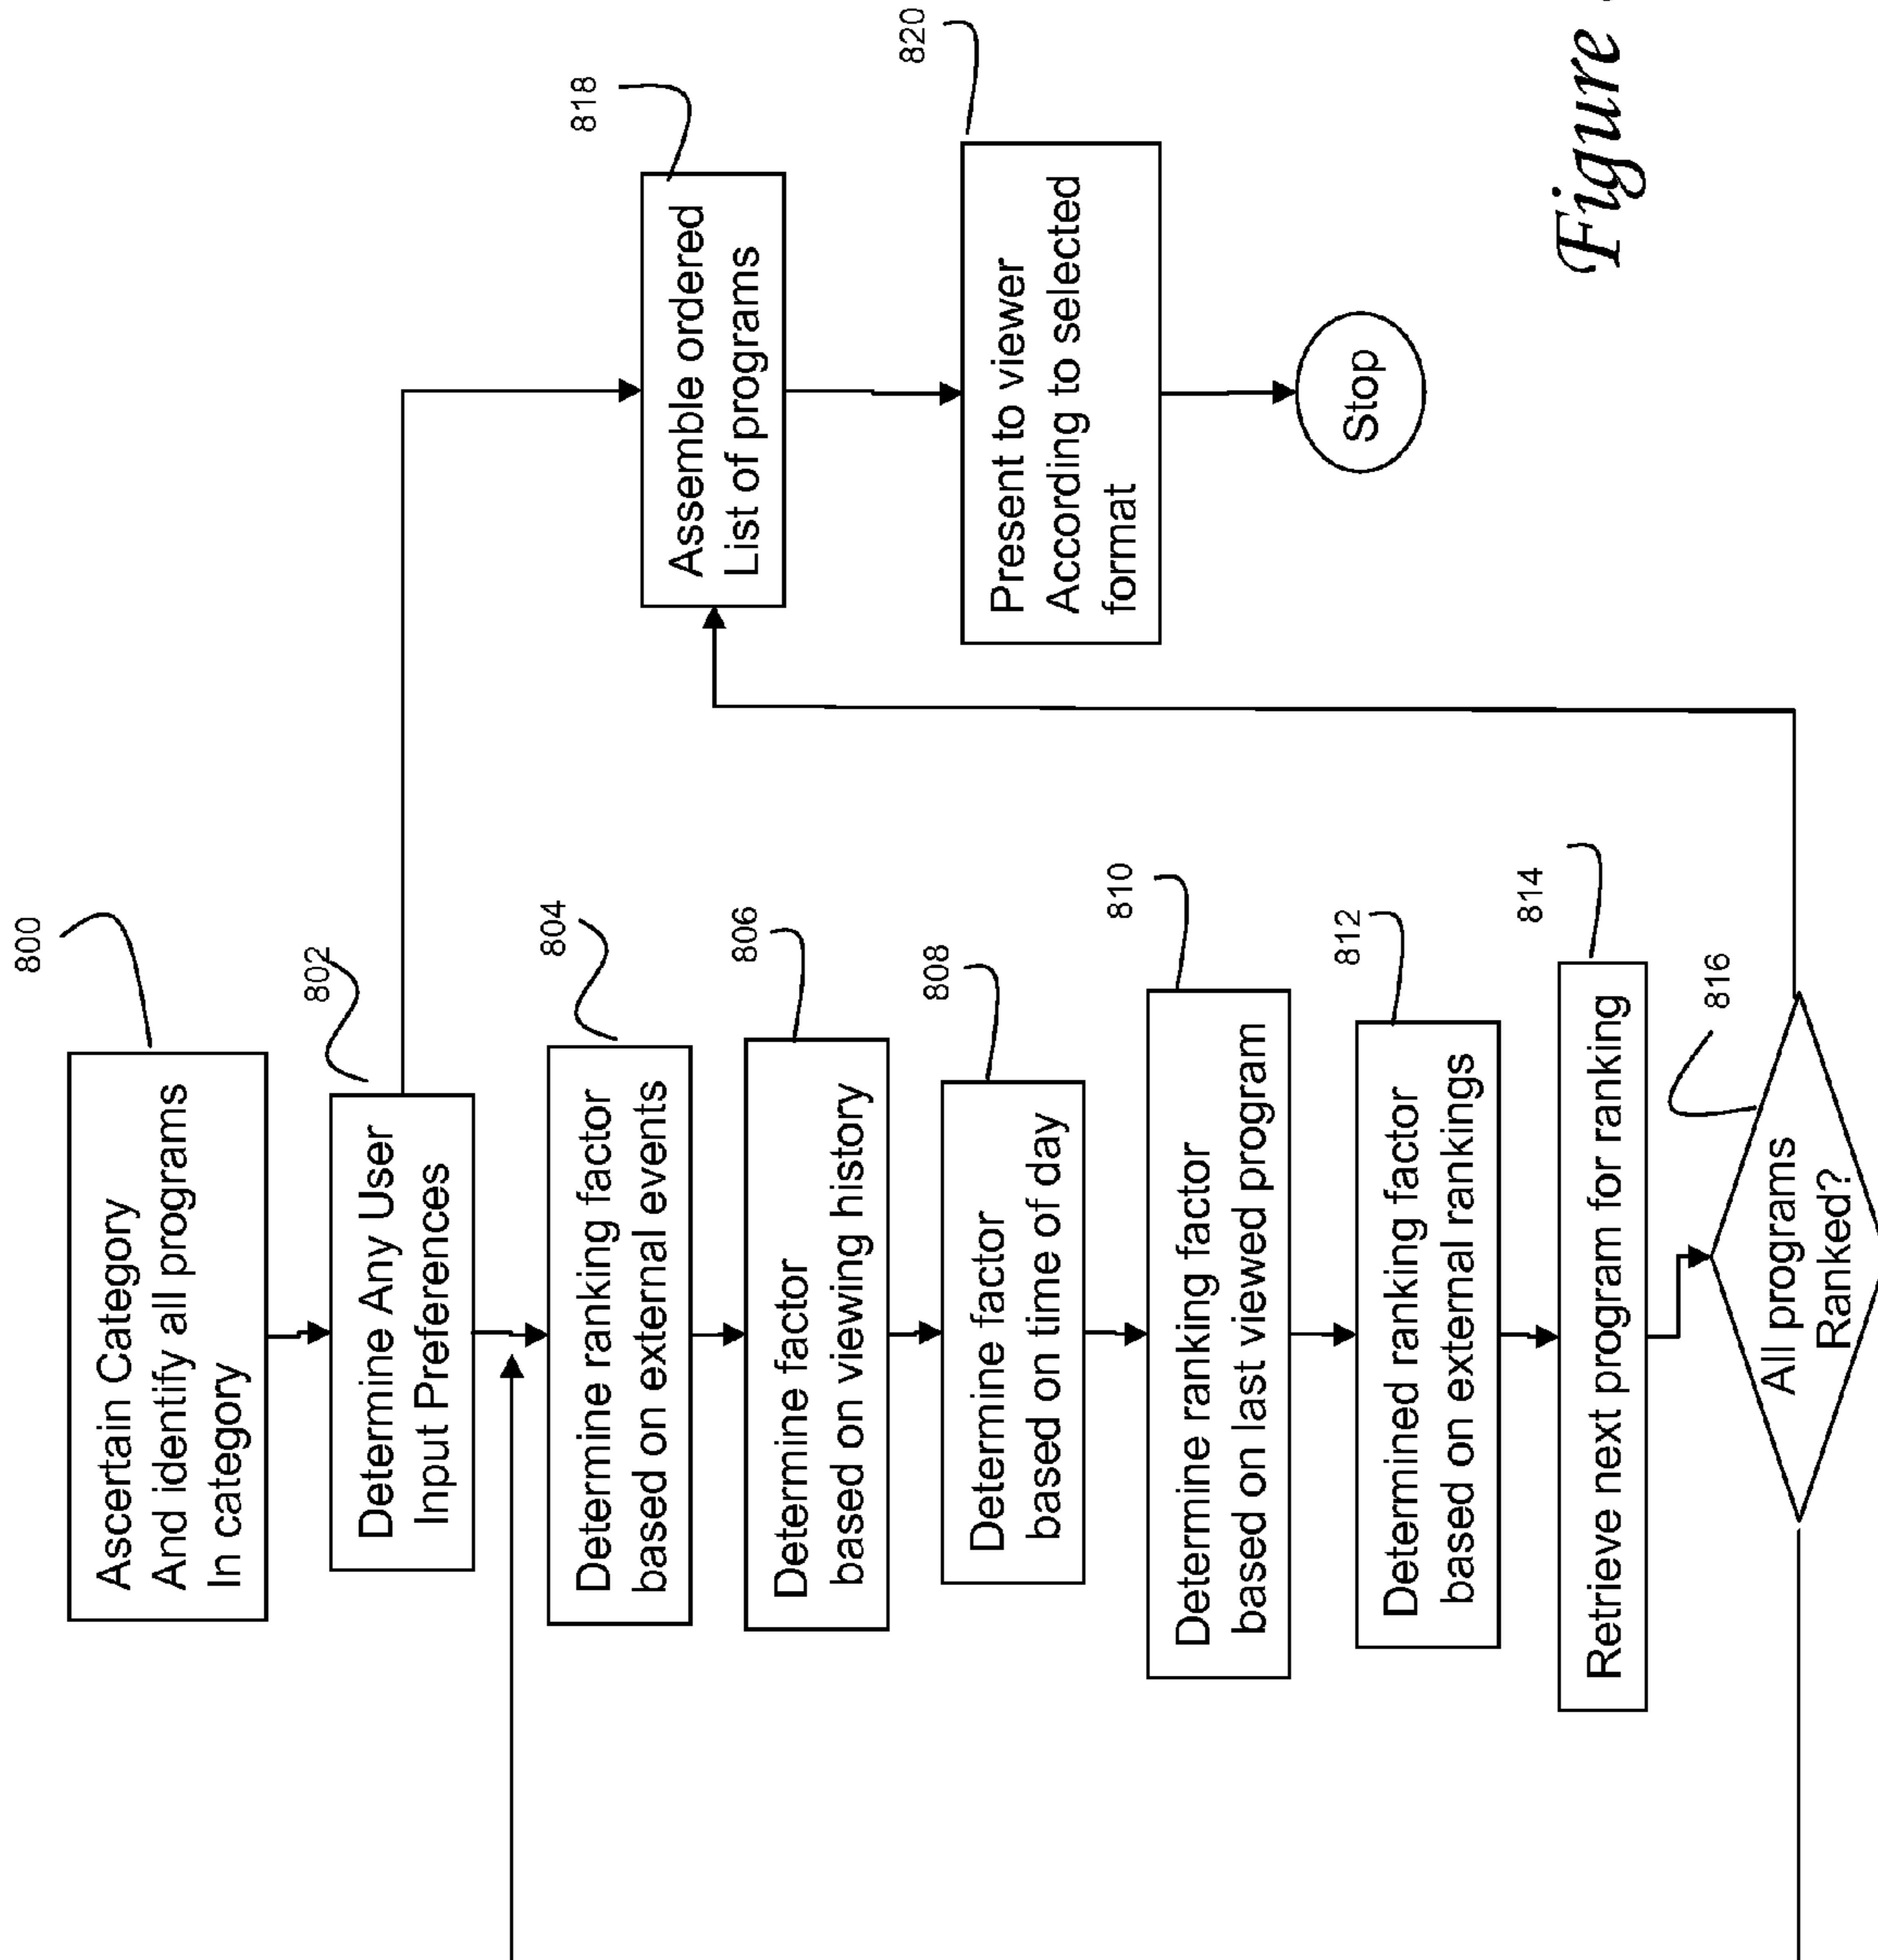 800
Ascertain Category
And identify all programs
In category
802
Determine Any User
Input Preferences
804
Determine ranking factor
based on external events
806
Determine factor
based on viewing history
808
Determine factor
based on time of day
810
Determine ranking factor
based on last viewed program
812
Determined ranking factor
based on external rankings
814
Retrieve next program for ranking
816
All programs
Ranked?
818
Assemble ordered
List of programs
820
Present to viewer
According to selected
format
Stop
Figure